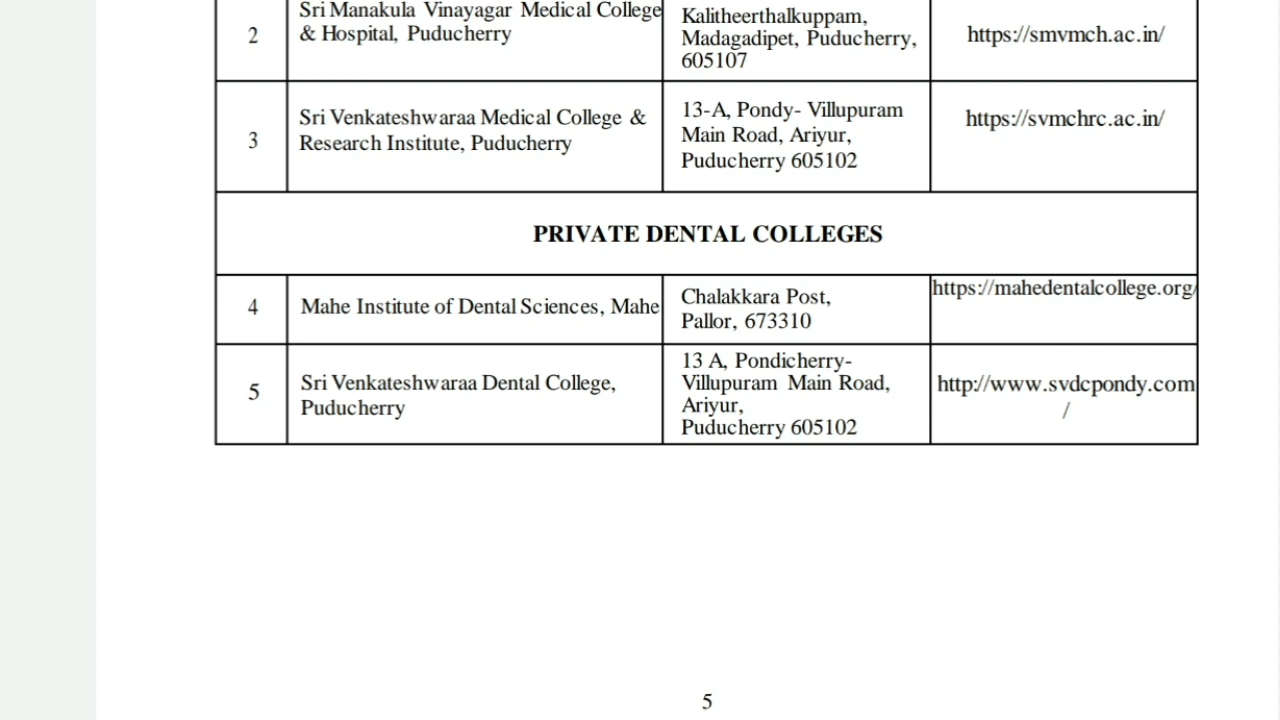 2
Sri Manakula Vinayagar Medical College
& Hospital, Puducherry
Kalitheerthalkuppam,
Madagadipet, Puducherry,
605107
https://smvmch.ac.in/
3
Sri Venkateshwaraa Medical College &
Research Institute, Puducherry
13-A, Pondy- Villupuram
Main Road, Ariyur,
Puducherry 605102
https://svmchrc.ac.in/
PRIVATE DENTAL COLLEGES
4
Mahe Institute of Dental Sciences, Mahe
Chalakkara Post,
Pallor, 673310
https://mahedentalcollege.org/
5
Sri Venkateshwaraa Dental College,
Puducherry
13 A, Pondicherry-
Villupuram Main Road,
Ariyur,
Puducherry 605102
http://www.svdcpondy.com
/
5